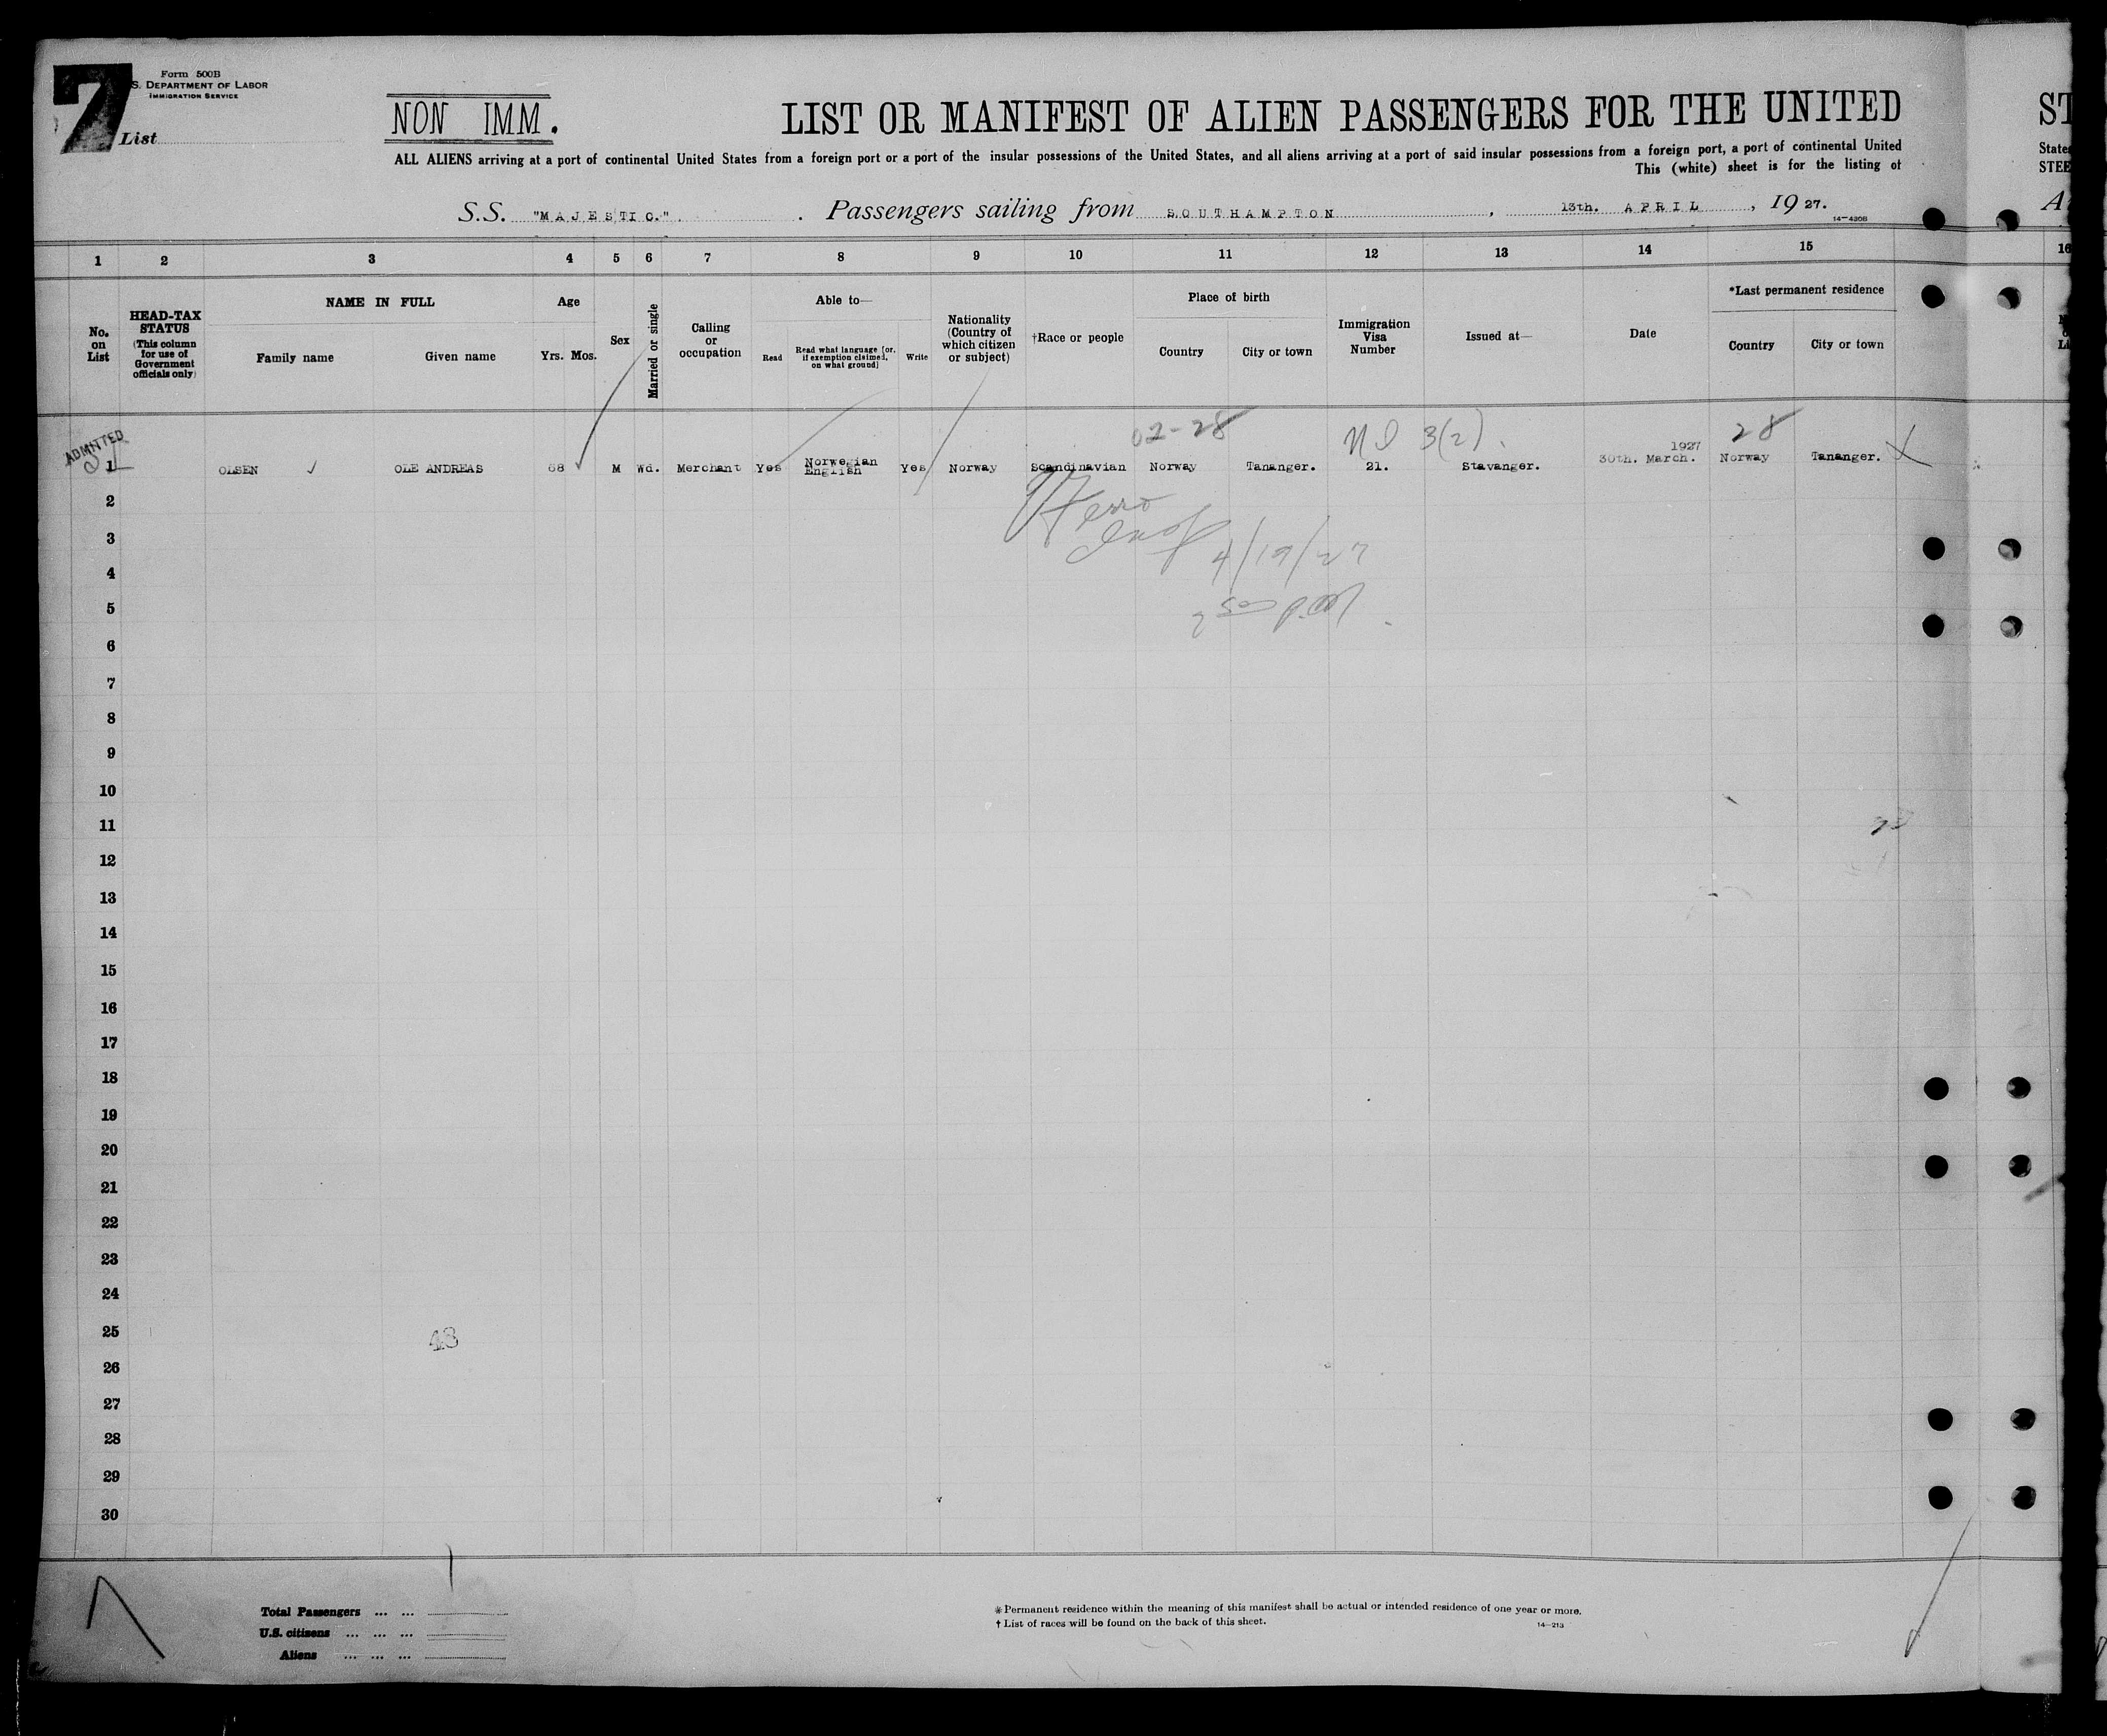 7
Form 500B
S. DEPARTMENT OF LABOR
IMMIGRATION SERVICE
List
NON IMM.
LIST OR MANIFEST OF ALIEN PASSENGERS FOR THE UNITED
ST
ALL ALIENS arriving at a port of continental United States from a foreign port or a port of the insular possessions of the United States, and all aliens arriving at a port of said insular possessions from a foreign port, a port of continental United
State
This (white) sheet is for the listing of
STEE
S.S. "MAJESTIC." Passengers sailing from SOUTHAMPTON, 13th. APRIL, 1927.
14-430B
1 2 3 4 5 6 7 8 9 10 11 12 13 14 15 16
No. on List
HEAD-TAX STATUS (This column for use of Government officials only)
NAME IN FULL
Family name Given name
Age
Yrs. Mos.
Sex
Married or single
Calling or occupation
Able to—
Read
Read what language [or, if exemption claimed, on what ground]
Write
Nationality (Country of which citizen or subject)
†Race or people
Place of birth
Country City or town
Immigration Visa Number
Issued at—
Date
*Last permanent residence
Country City or town
02-28 3(2). 28
ADMITTED
1 OLSEN OLE ANDREAS 68 M Wd. Merchant Yes Norwegian English Yes Norway Scandinavian Norway Tananger. 21. Stavanger. 30th. March. 1927 Norway Tananger.
2
3
4/19/27
4
5
6
7
8
9
10
11
12
13
14
15
16
17
18
19
20
21
22
23
24
25
48
26
27
28
29
30
Total Passengers ... ...
U.S. citizens ... ... ...
Aliens ... ... ...
* Permanent residence within the meaning of this manifest shall be actual or intended residence of one year or more.
† List of races will be found on the back of this sheet.
14-213